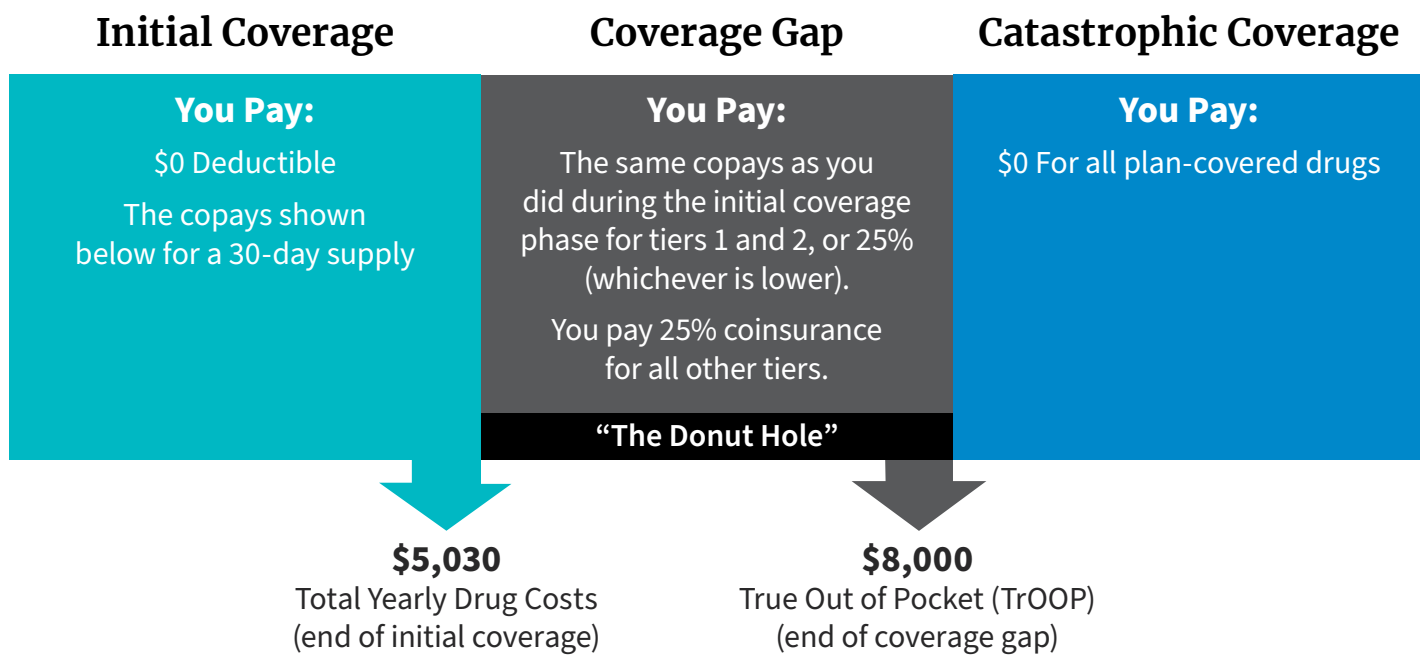 Initial Coverage
You Pay:
$0 Deductible
The copays shown
below for a 30-day supply
Coverage Gap
You Pay:
The same copays as you
did during the initial coverage
phase for tiers 1 and 2, or 25%
(whichever is lower).
You pay 25% coinsurance
for all other tiers.
“The Donut Hole”
Catastrophic Coverage
You Pay:
$0 For all plan-covered drugs
$5,030
Total Yearly Drug Costs
(end of initial coverage)
$8,000
True Out of Pocket (TrOOP)
(end of coverage gap)